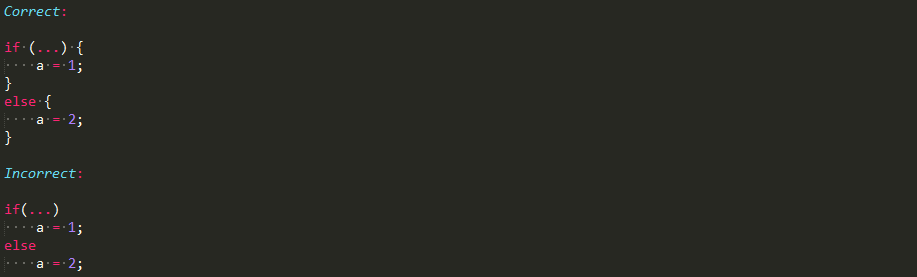 Correct:
if (...) {
    a = 1;
}
else {
    a = 2;
}
Incorrect:
if(...)
    a = 1;
else
    a = 2;